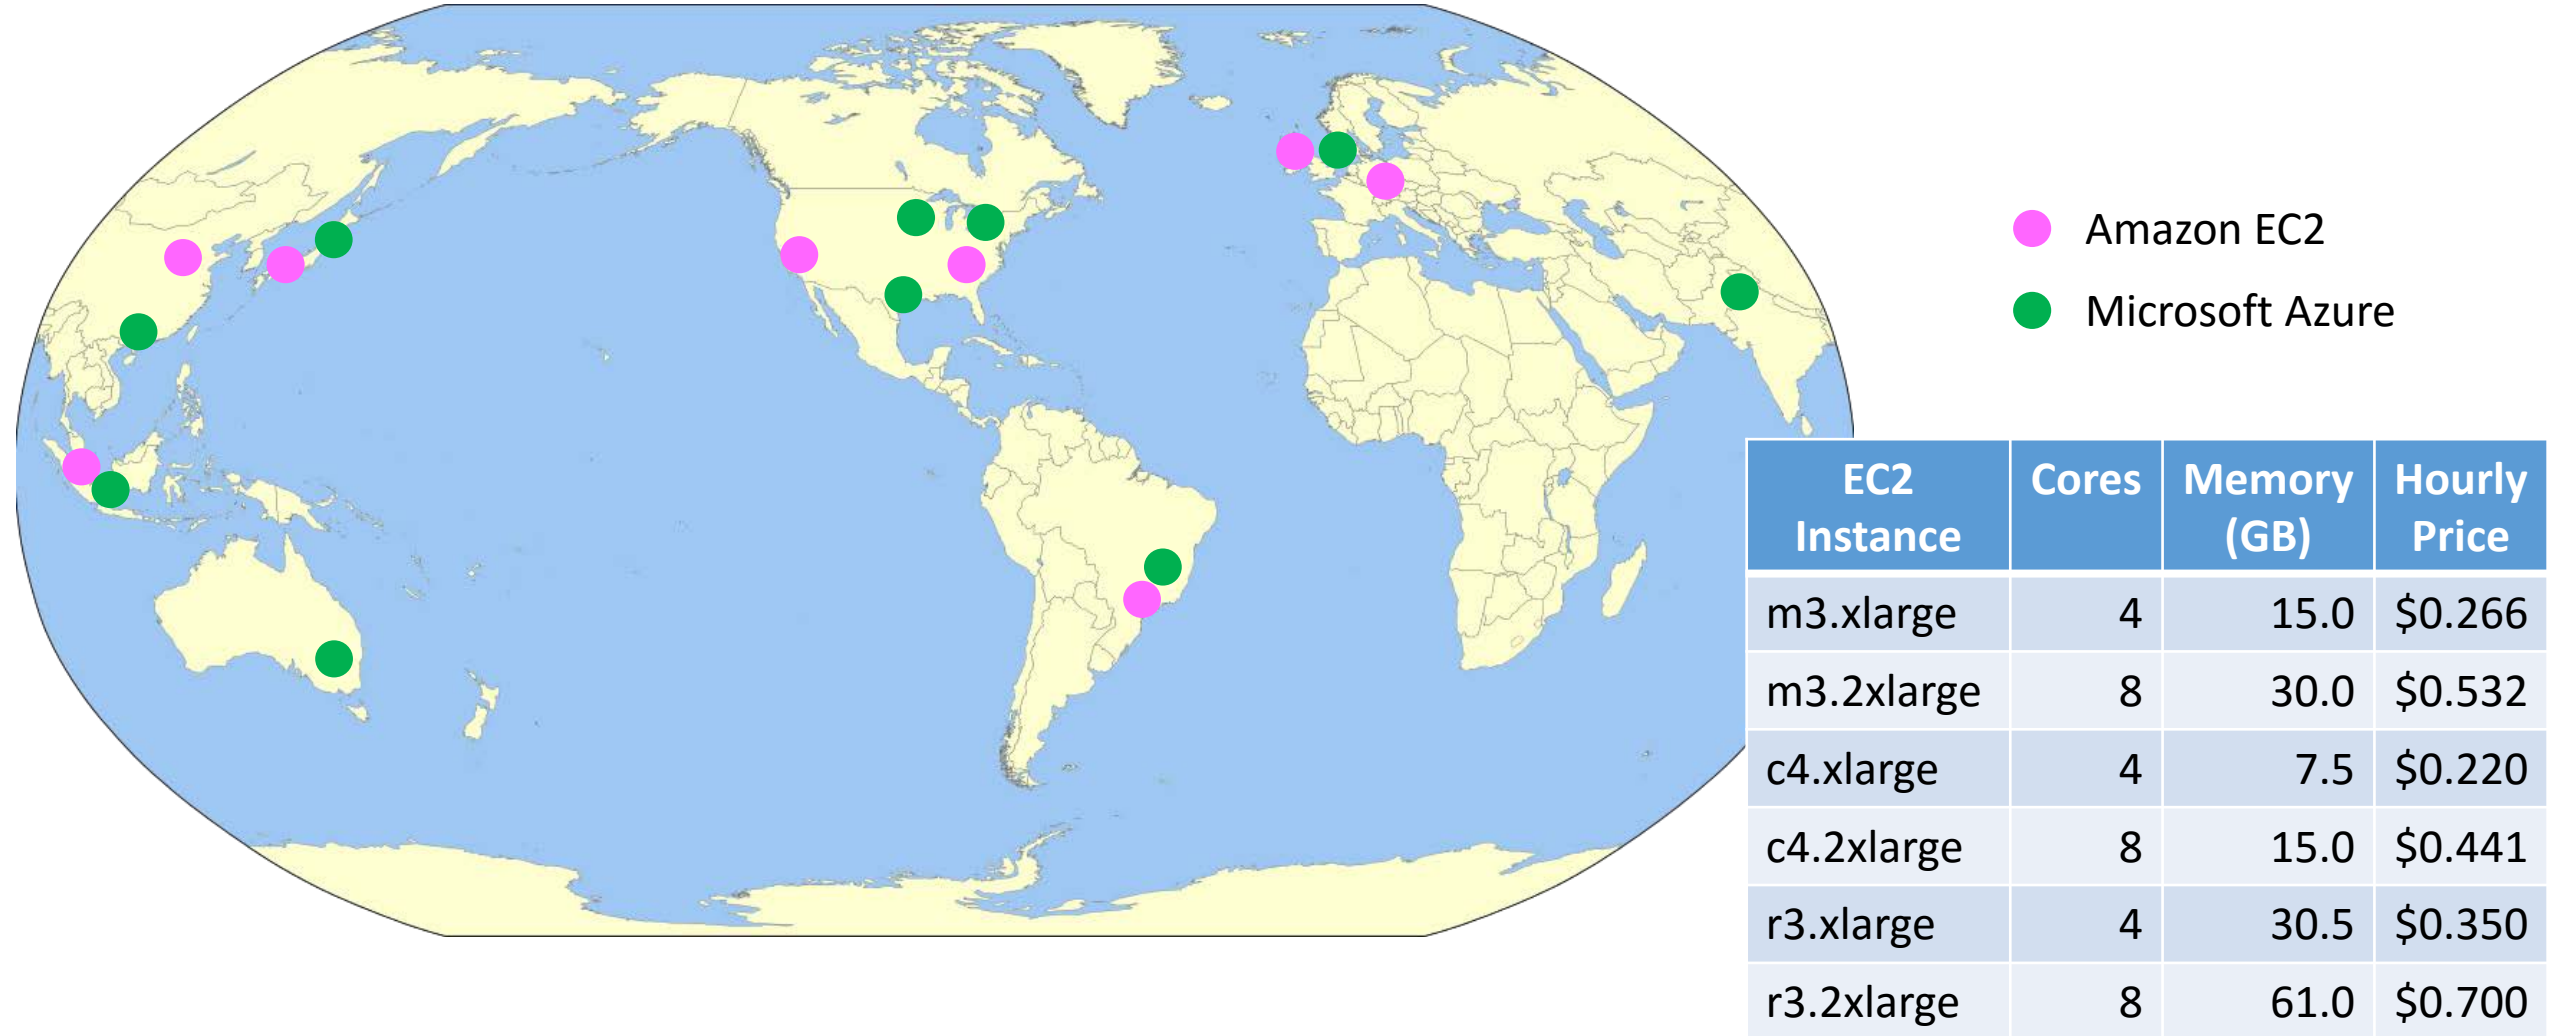 Amazon EC2
Microsoft Azure
EC2 Instance Cores Memory (GB) Hourly Price
m3.xlarge 4 15.0 $0.266
m3.2xlarge 8 30.0 $0.532
c4.xlarge 4 7.5 $0.220
c4.2xlarge 8 15.0 $0.441
r3.xlarge 4 30.5 $0.350
r3.2xlarge 8 61.0 $0.700